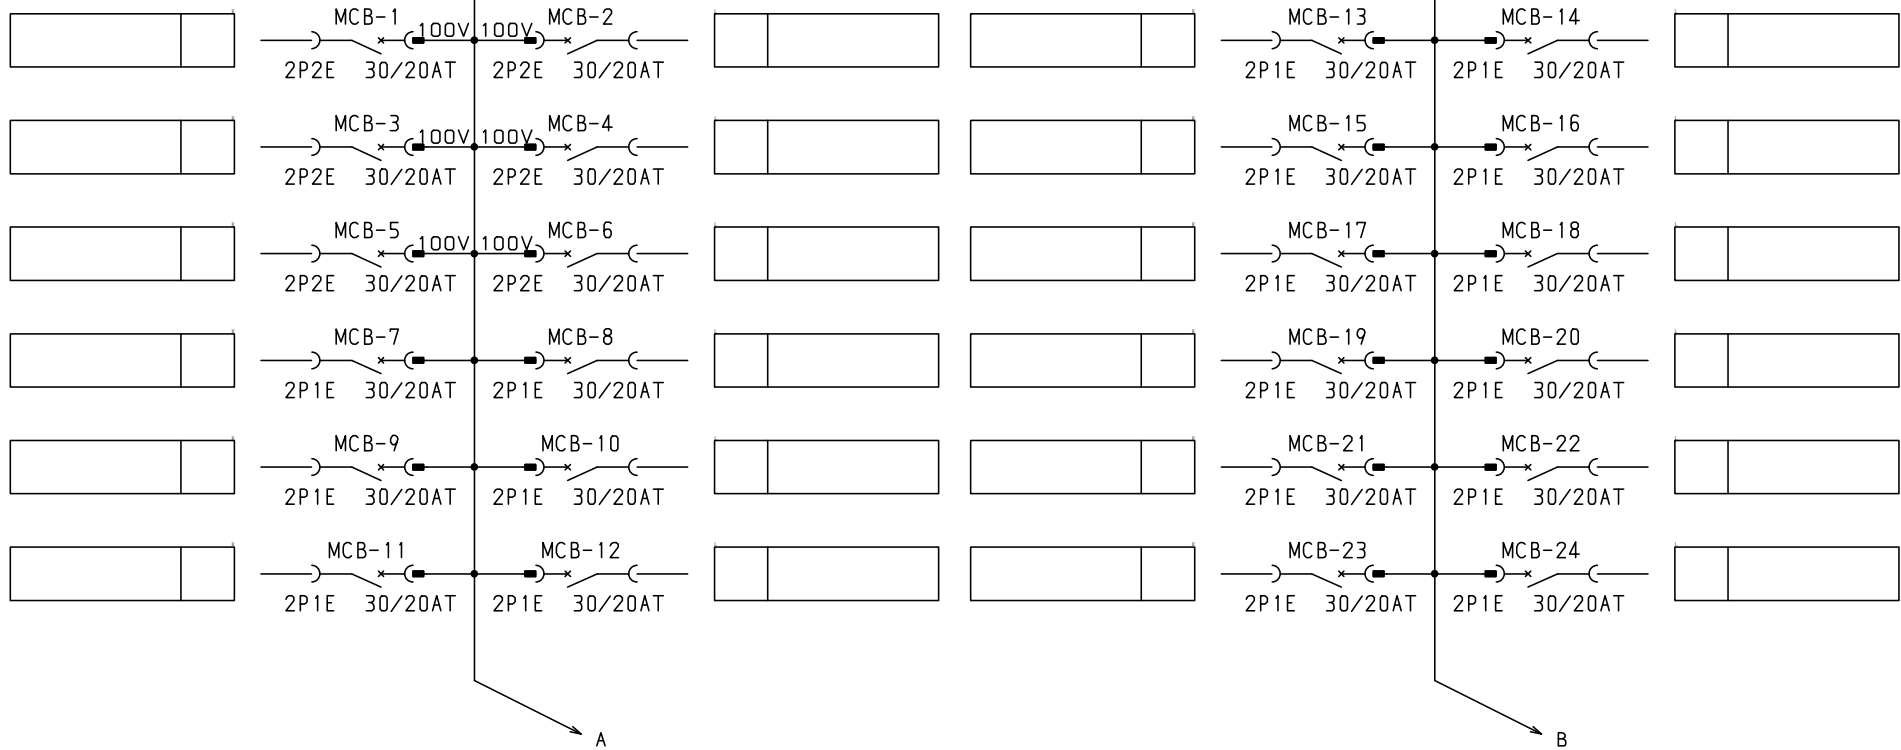 MCB-1 100V 100V MCB-2 MCB-13 MCB-14
2P2E 30/20AT 2P2E 30/20AT 2P1E 30/20AT 2P1E 30/20AT
MCB-3 100V 100V MCB-4 MCB-15 MCB-16
2P2E 30/20AT 2P2E 30/20AT 2P1E 30/20AT 2P1E 30/20AT
MCB-5 100V 100V MCB-6 MCB-17 MCB-18
2P2E 30/20AT 2P2E 30/20AT 2P1E 30/20AT 2P1E 30/20AT
MCB-7 MCB-8 MCB-19 MCB-20
2P1E 30/20AT 2P1E 30/20AT 2P1E 30/20AT 2P1E 30/20AT
MCB-9 MCB-10 MCB-21 MCB-22
2P1E 30/20AT 2P1E 30/20AT 2P1E 30/20AT 2P1E 30/20AT
MCB-11 MCB-12 MCB-23 MCB-24
2P1E 30/20AT 2P1E 30/20AT 2P1E 30/20AT 2P1E 30/20AT
A B